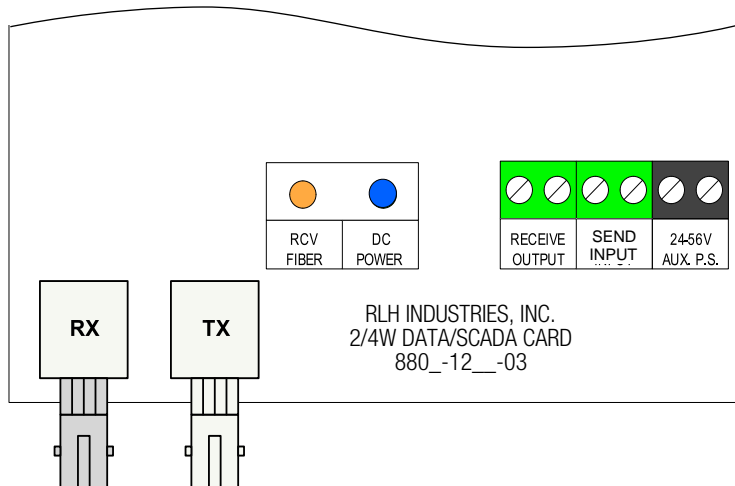 RCV
FIBER
DC
POWER
RECEIVE
OUTPUT
SEND
INPUT
24-56V
AUX. P.S.
RX
TX
RLH INDUSTRIES, INC.
2/4W DATA/SCADA CARD
880_-12__-03